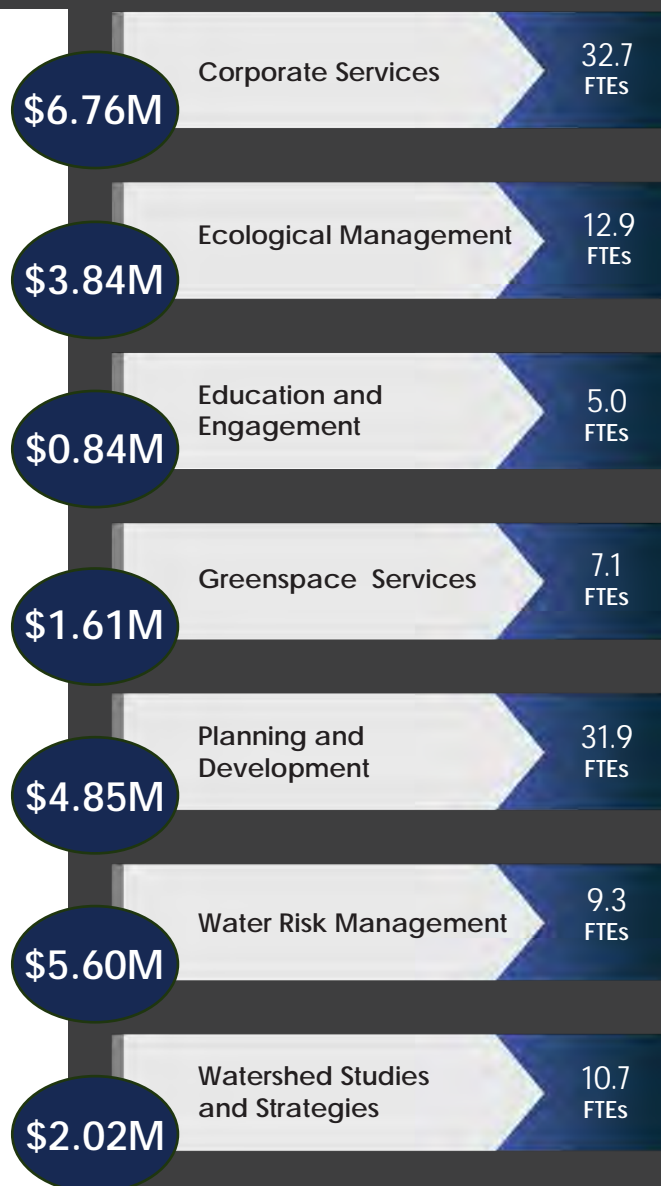 $6.76M
Corporate Services
32.7
FTEs
$3.84M
Ecological Management
12.9
FTEs
$0.84M
Education and
Engagement
5.0
FTEs
$1.61M
Greenspace Services
7.1
FTEs
$4.85M
Planning and
Development
31.9
FTEs
$5.60M
Water Risk Management
9.3
FTEs
$2.02M
Watershed Studies
and Strategies
10.7
FTEs